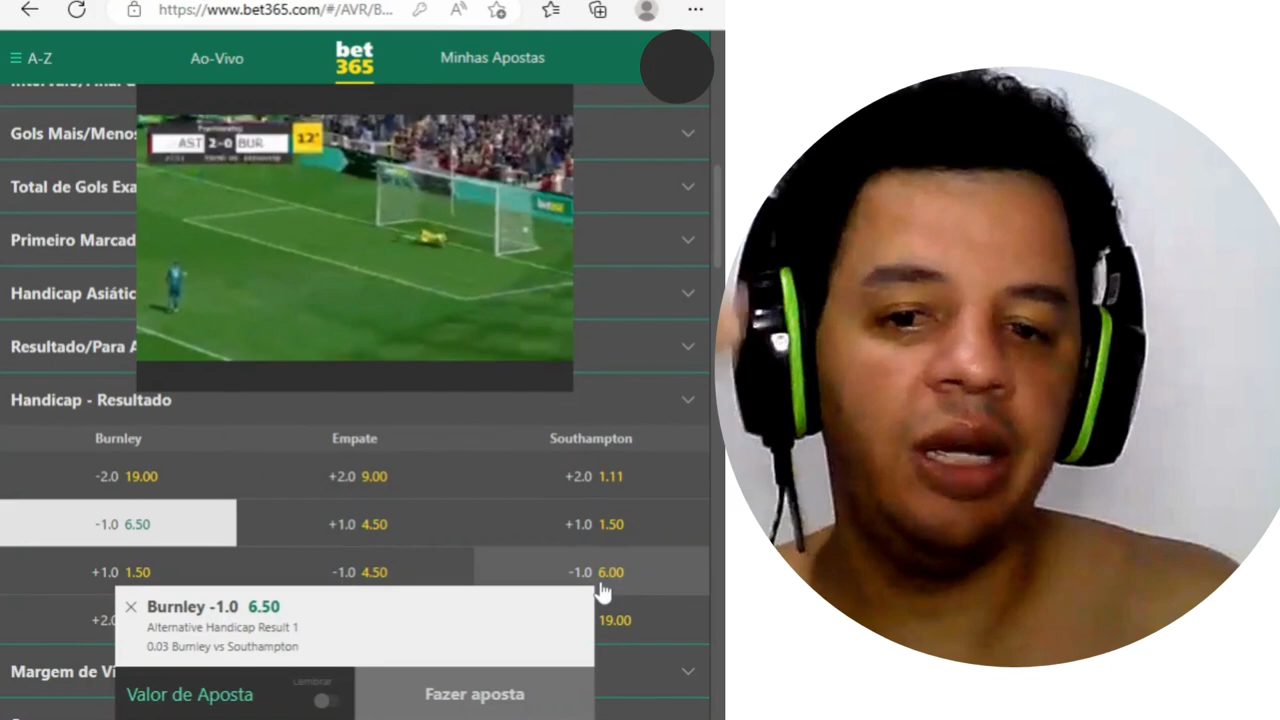 https://www.bet365.com/#/AVR/B...
A-Z
Ao-Vivo
bet
365
Minhas Apostas
Gols Mais/Menos
AST 2-0 BUR 12'
Total de Gols Exa
Primeiro Marcad
Handicap Asiátic
Resultado/Para A
Handicap - Resultado
Burnley Empate Southampton
-2.0 19.00 +2.0 9.00 +2.0 1.11
-1.0 6.50 +1.0 4.50 +1.0 1.50
+1.0 1.50 -1.0 4.50 -1.0 6.00
+2.0 19.00
Burnley -1.0 6.50
Alternative Handicap Result 1
0.03 Burnley vs Southampton
Margem de Vi
Lembrar
Valor de Aposta
Fazer aposta